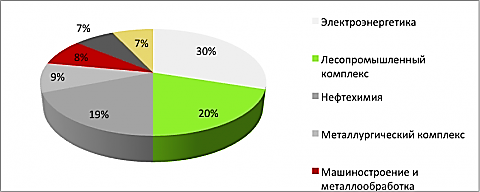 7%
7%
30%
8%
9%
19%
20%
Электроэнергетика
Лесопромышленный
комплекс
Нефтехимия
Металлургический комплекс
Машиностроение и
металлообработка